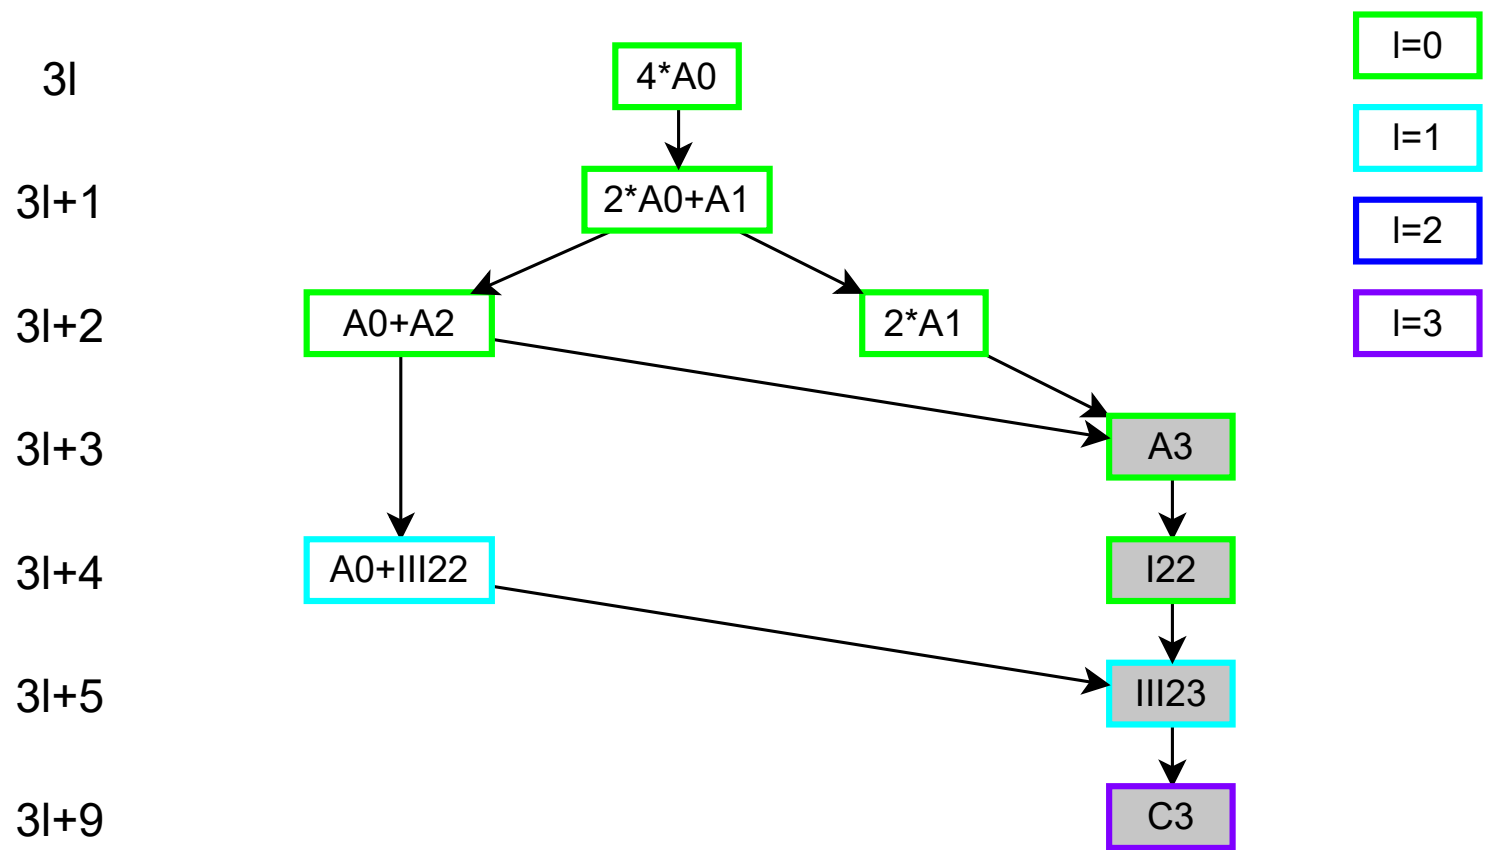 3l
4*A0
l=0
l=1
3l+1
2*A0+A1
l=2
3l+2
A0+A2
2*A1
l=3
3l+3
A3
3l+4
A0+III22
I22
3l+5
III23
3l+9
C3